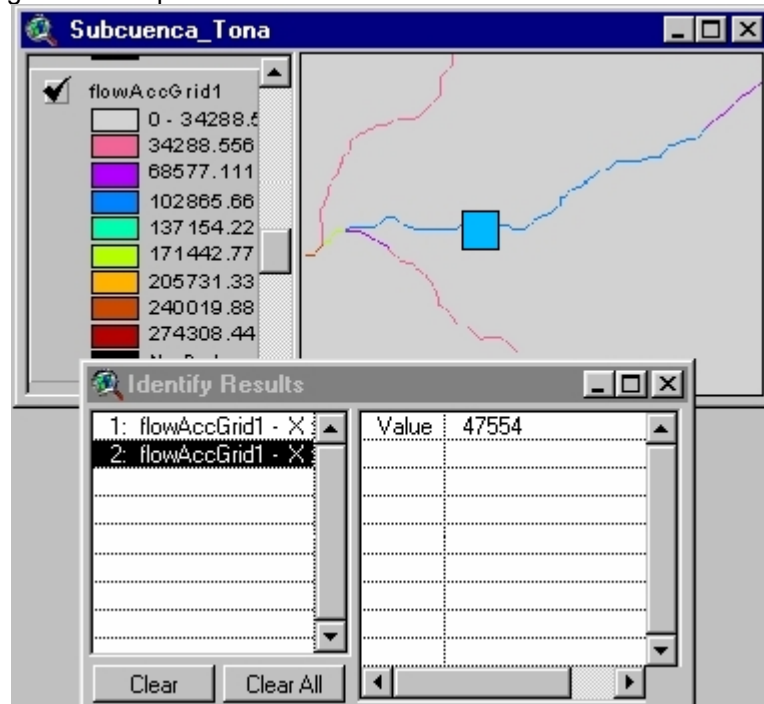 Subcuenca_Tona
flowAccGrid1
0 - 34288.5
34288.556
68577.111
102865.66
137154.22
171442.77
205731.33
240019.88
274308.44
Identify Results
1: flowAccGrid1 - X
2: flowAccGrid1 - X
Value 47554
Clear
Clear All